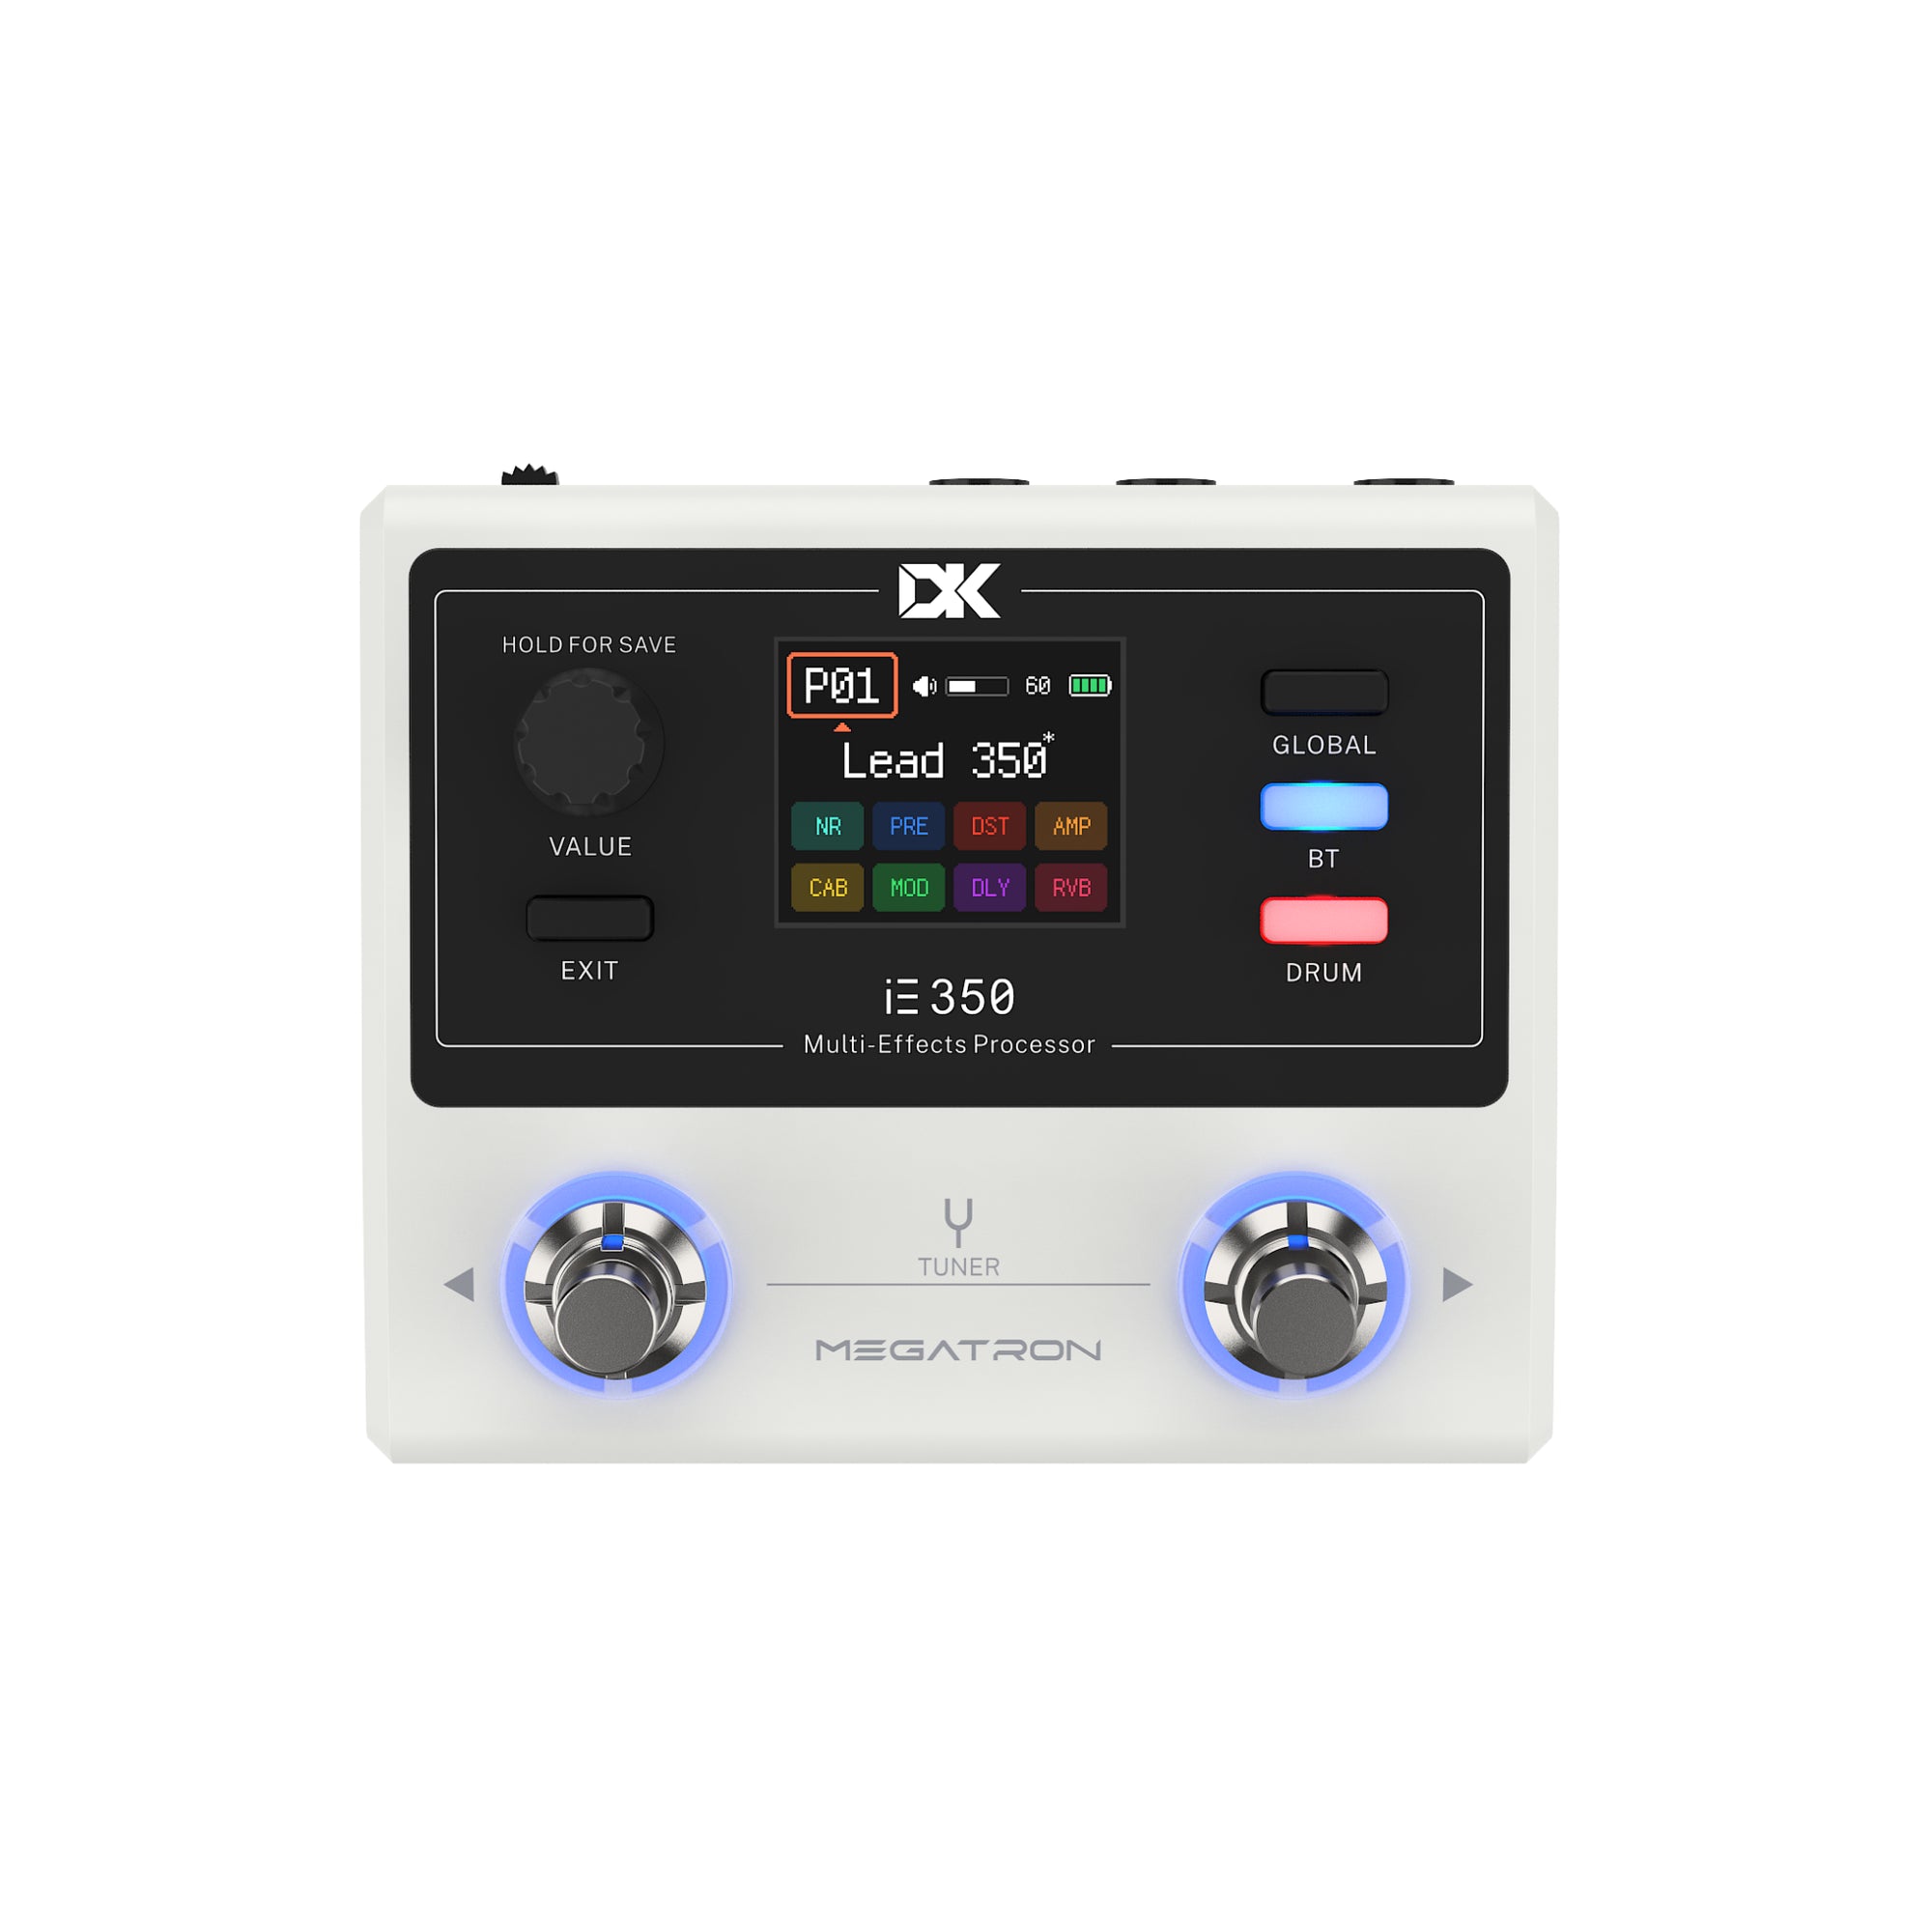 DK
HOLD FOR SAVE
P01 60
Lead 350*
NR PRE DST AMP
CAB MOD DLY RVB
VALUE
EXIT
GLOBAL
BT
DRUM
iE350
Multi-Effects Processor
TUNER
MEGATRON